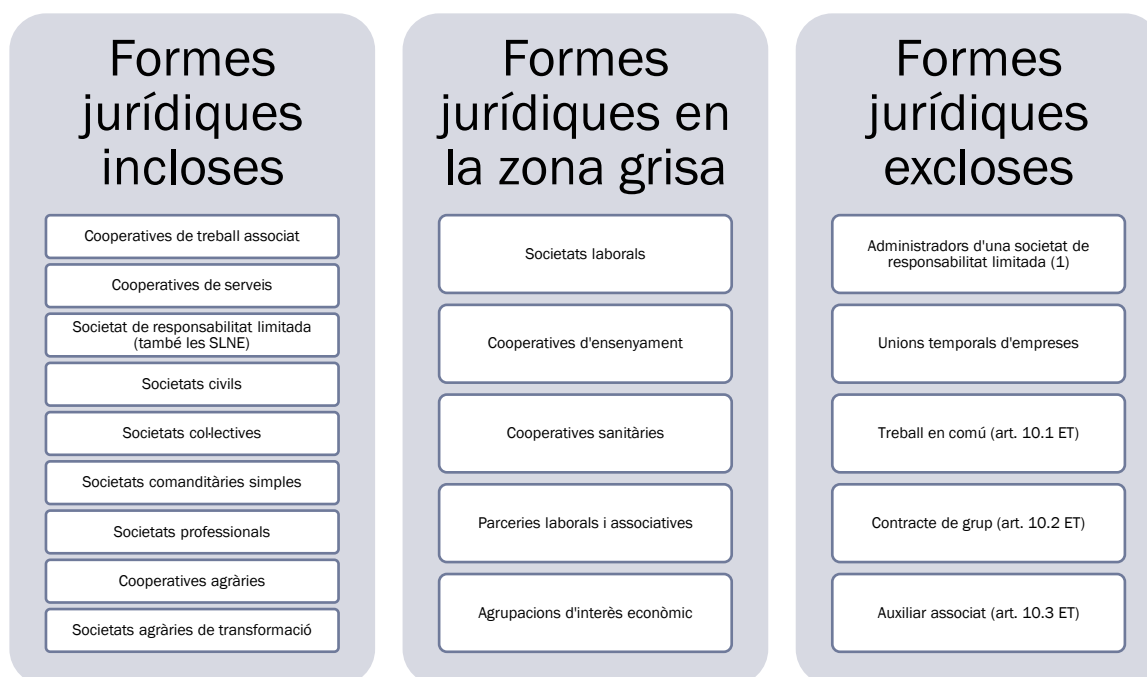 Formes
jurídiques
incloses
Cooperatives de treball associat
Cooperatives de serveis
Societat de responsabilitat limitada
(també les SLNE)
Societats civils
Societats col·lectives
Societats comanditàries simples
Societats professionals
Cooperatives agràries
Societats agràries de transformació
Formes
jurídiques en
la zona grisa
Societats laborals
Cooperatives d'ensenyament
Cooperatives sanitàries
Parceries laborals i associatives
Agrupacions d'interès econòmic
Formes
jurídiques
excloses
Administradors d'una societat de
responsabilitat limitada (1)
Unions temporals d'empreses
Treball en comú (art. 10.1 ET)
Contracte de grup (art. 10.2 ET)
Auxiliar associat (art. 10.3 ET)